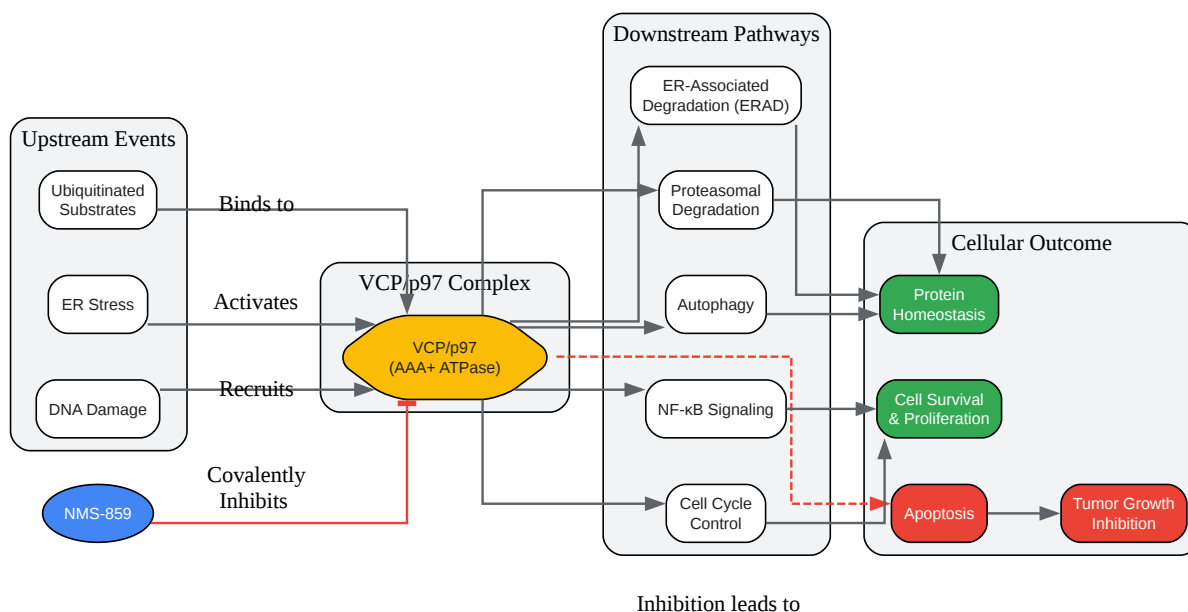 Upstream Events
Ubiquitinated
Substrates
ER Stress
DNA Damage
NMS-859
Binds to
Activates
Recruits
Covalently
Inhibits
VCP/p97 Complex
VCP/p97
(AAA+ ATPase)
Downstream Pathways
ER-Associated
Degradation (ERAD)
Proteasomal
Degradation
Autophagy
NF-κB Signaling
Cell Cycle
Control
Cellular Outcome
Protein
Homeostasis
Cell Survival
& Proliferation
Apoptosis
Tumor Growth
Inhibition
Inhibition leads to